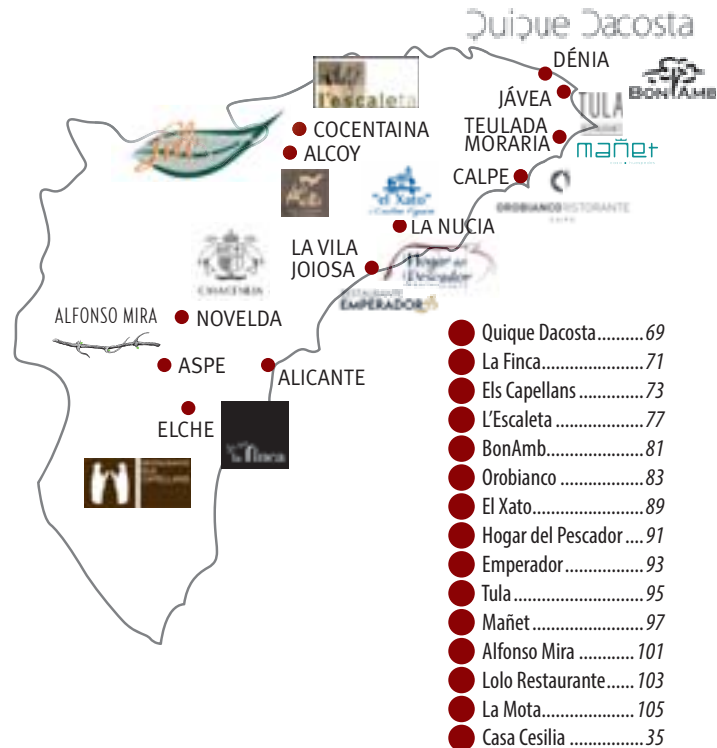 Quique Dacosta
DÉNIA
BONAMB
JÁVEA
TULA
l'escaleta
COCENTAINA
TEULADA
MORARIA
mañet
ALCOY
CALPE
"el Xato"
OROBIANCO RISTORANTE
LA NUCIA
LA VILA
JOIOSA
Hogar del
Pescador
CASA CESILIA
RESTAURANTE
EMPERADOR
ALFONSO MIRA
NOVELDA
ASPE
ALICANTE
ELCHE
la finca
Quique Dacosta..........69
La Finca.....................71
Els Capellans..............73
L'Escaleta..................77
BonAmb.....................81
Orobianco..................83
El Xato.......................89
Hogar del Pescador....91
Emperador.................93
Tula...........................95
Mañet........................97
Alfonso Mira............101
Lolo Restaurante......103
La Mota...................105
Casa Cesilia...............35